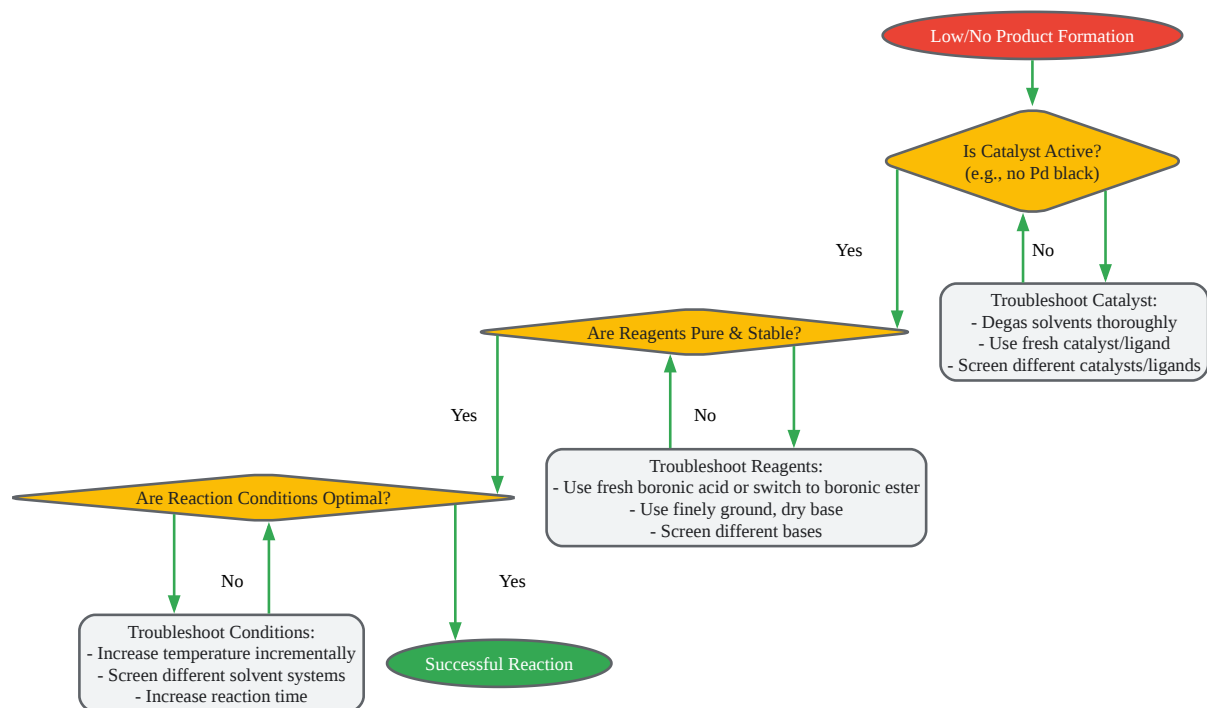 Low/No Product Formation
Is Catalyst Active?
(e.g., no Pd black)
Yes
No
Troubleshoot Catalyst:
- Degas solvents thoroughly
- Use fresh catalyst/ligand
- Screen different catalysts/ligands
Are Reagents Pure & Stable?
Yes
No
Troubleshoot Reagents:
- Use fresh boronic acid or switch to boronic ester
- Use finely ground, dry base
- Screen different bases
Are Reaction Conditions Optimal?
No
Yes
Troubleshoot Conditions:
- Increase temperature incrementally
- Screen different solvent systems
- Increase reaction time
Successful Reaction